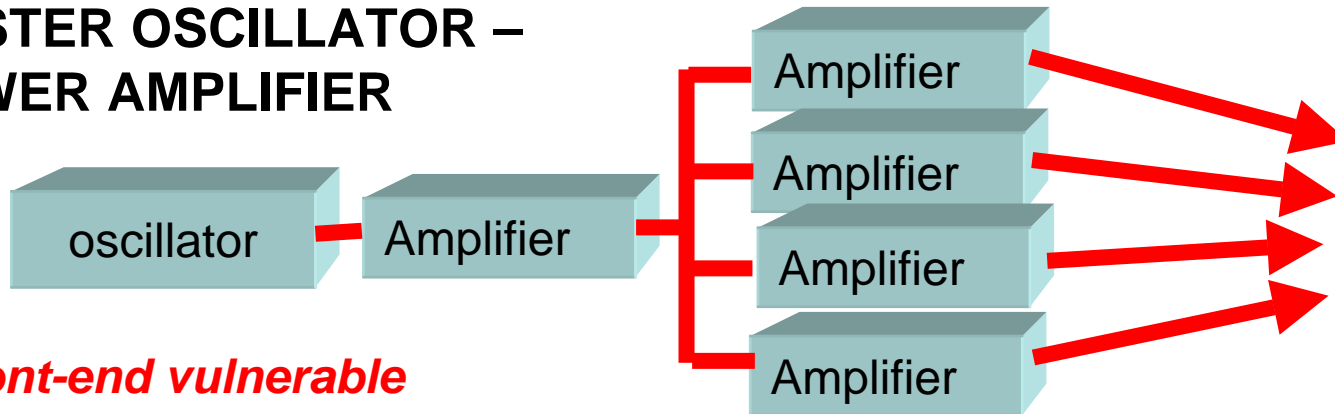 STER OSCILLATOR –
WER AMPLIFIER
Amplifier
Amplifier
oscillator
Amplifier
Amplifier
ont-end vulnerable
Amplifier